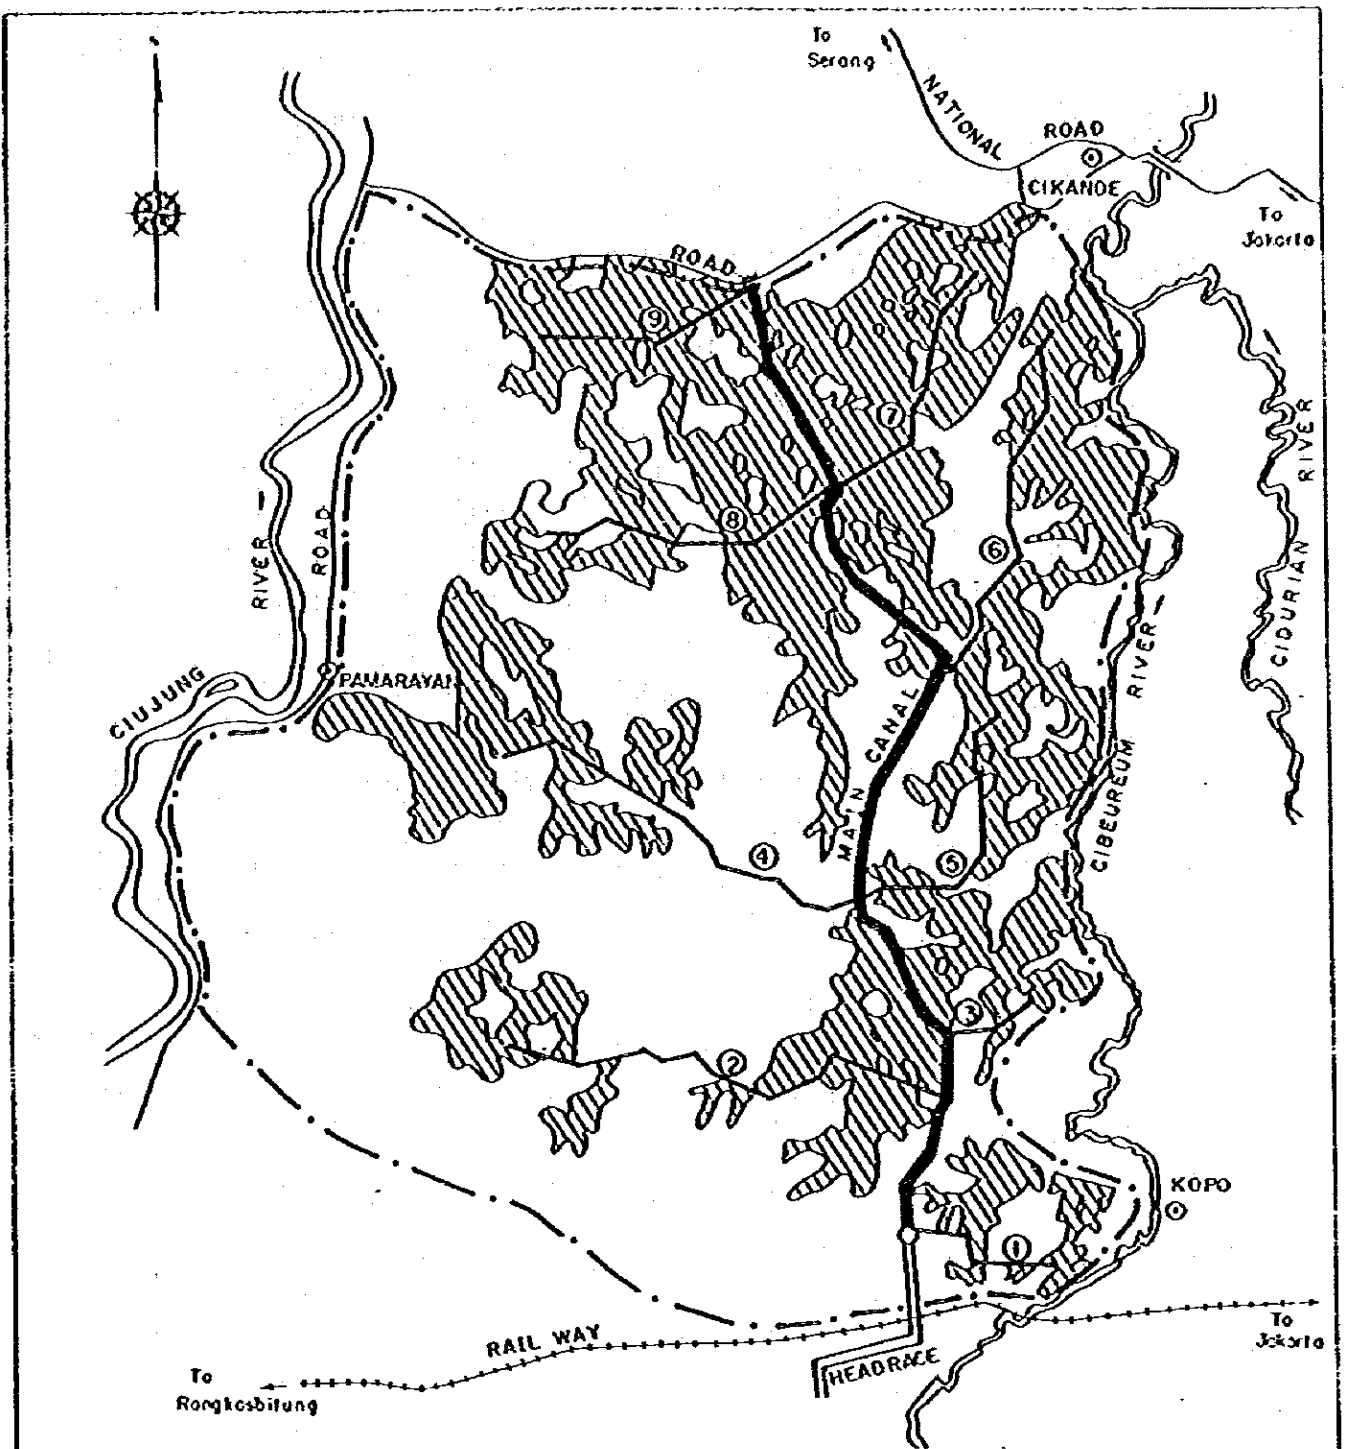 To
Serang
NATIONAL
ROAD
CIKANDE
To
Jakarta
ROAD
⑨
⑦
⑧
⑥
RIVER
ROAD
CIDURIAN RIVER
CIUJUNG
PAMARAYAN
MAIN CANAL
CIBEUREUM RIVER
④
⑤
③
②
KOPO
①
RAIL WAY
To
Jakarta
HEADRACE
To
Rangkasbitung